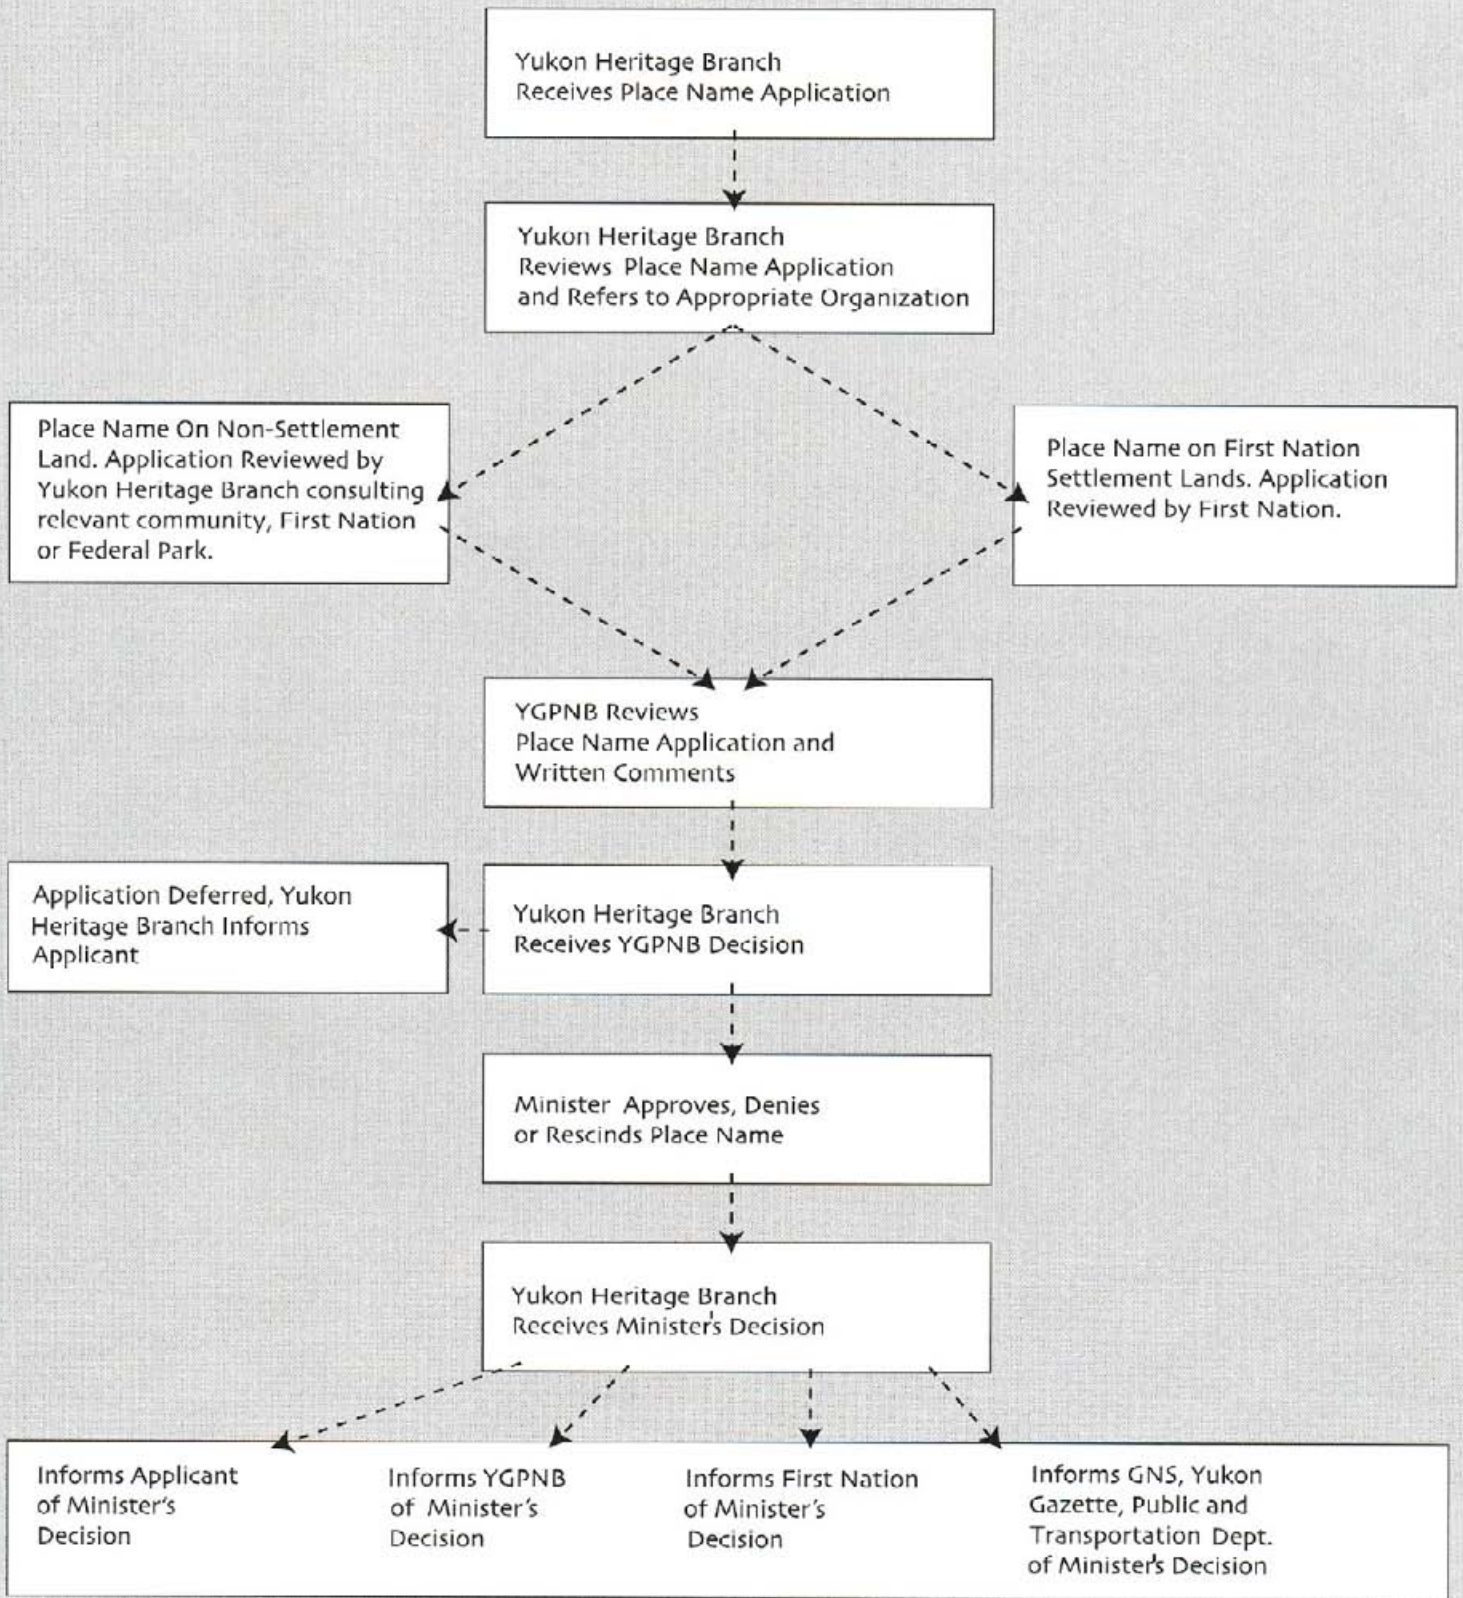 Yukon Heritage Branch
Receives Place Name Application
Yukon Heritage Branch
Reviews Place Name Application
and Refers to Appropriate Organization
Place Name On Non-Settlement
Land. Application Reviewed by
Yukon Heritage Branch consulting
relevant community, First Nation
or Federal Park.
Place Name on First Nation
Settlement Lands. Application
Reviewed by First Nation.
YGPNB Reviews
Place Name Application and
Written Comments
Application Deferred, Yukon
Heritage Branch Informs
Applicant
Yukon Heritage Branch
Receives YGPNB Decision
Minister Approves, Denies
or Rescinds Place Name
Yukon Heritage Branch
Receives Minister's Decision
Informs Applicant
of Minister's
Decision
Informs YGPNB
of Minister's
Decision
Informs First Nation
of Minister's
Decision
Informs GNS, Yukon
Gazette, Public and
Transportation Dept.
of Minister's Decision